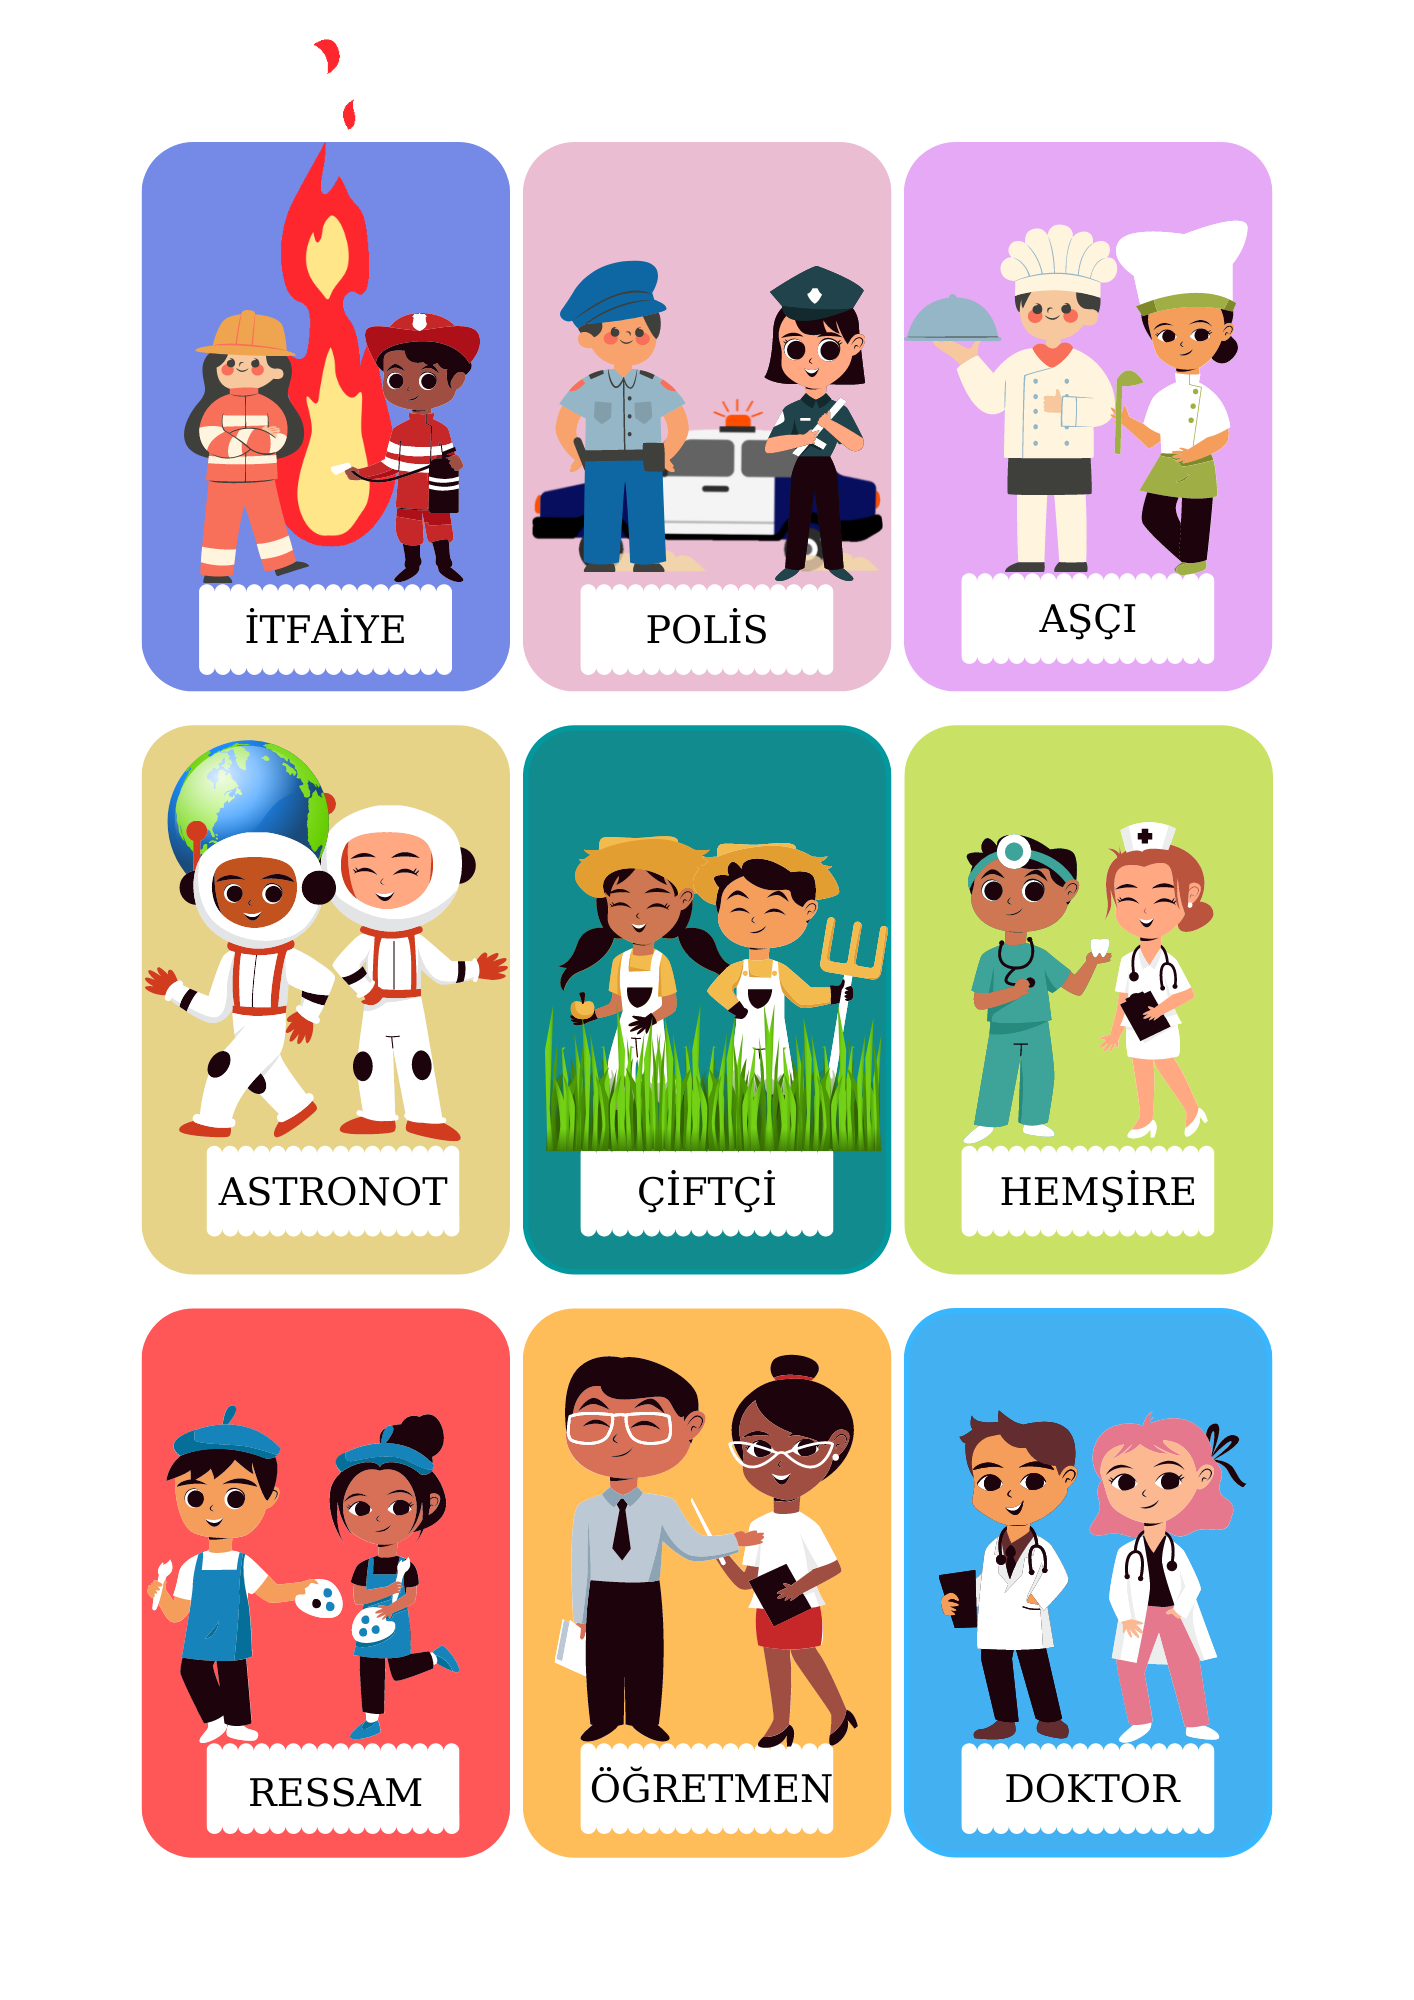 İTFAİYE
POLİS
AŞÇI
ASTRONOT
ÇİFTÇİ
HEMŞİRE
RESSAM
ÖĞRETMEN
DOKTOR